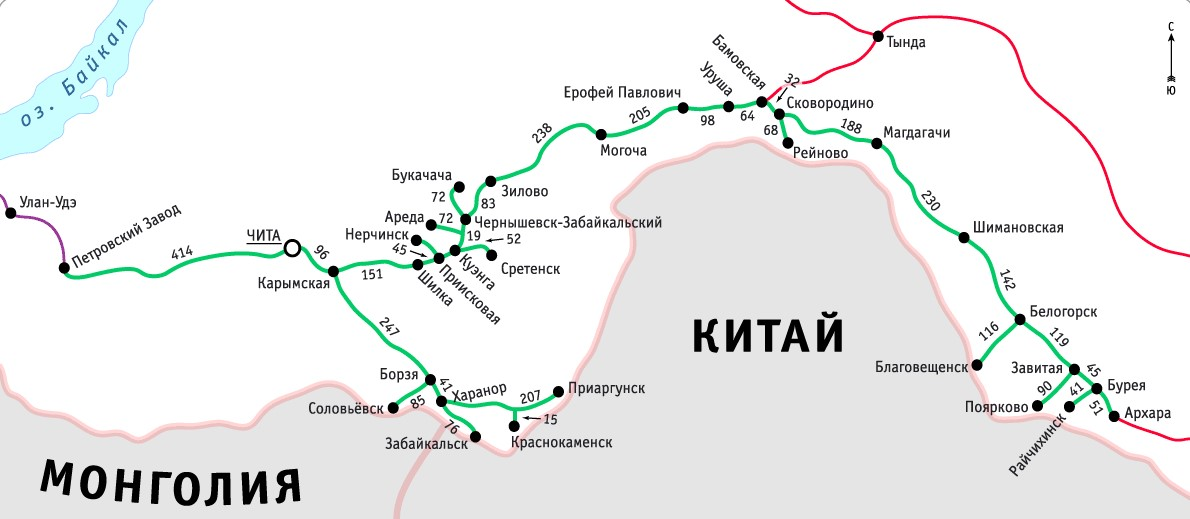 оз. Байкал
С
Ю
Тында
Бамовская
32
Уруша
Ерофей Павлович
Сковородино
205
98
64
68
188
Магдагачи
238
Могоча
Рейново
Букачача
72
Зилово
83
230
Улан-Удэ
Ареда
72
Чернышевск-Забайкальский
Петровский Завод
ЧИТА
Нерчинск
19
52
Шимановская
414
96
45
Куэнга
Сретенск
151
Карымская
Шилка
Приисковая
142
247
КИТАЙ
Белогорск
116
119
Благовещенск
Завитая
45
Борзя
41
Харанор
207
Приаргунск
90
41
Бурея
Соловьёвск
85
15
Поярково
51
Архара
76
Забайкальск
Краснокаменск
Райчихинск
МОНГОЛИЯ